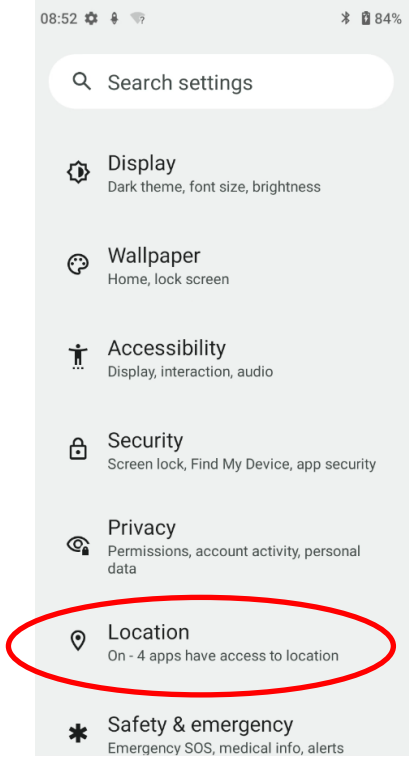 08:52 84%
Search settings
Display
Dark theme, font size, brightness
Wallpaper
Home, lock screen
Accessibility
Display, interaction, audio
Security
Screen lock, Find My Device, app security
Privacy
Permissions, account activity, personal
data
Location
On - 4 apps have access to location
Safety & emergency
Emergency SOS, medical info, alerts